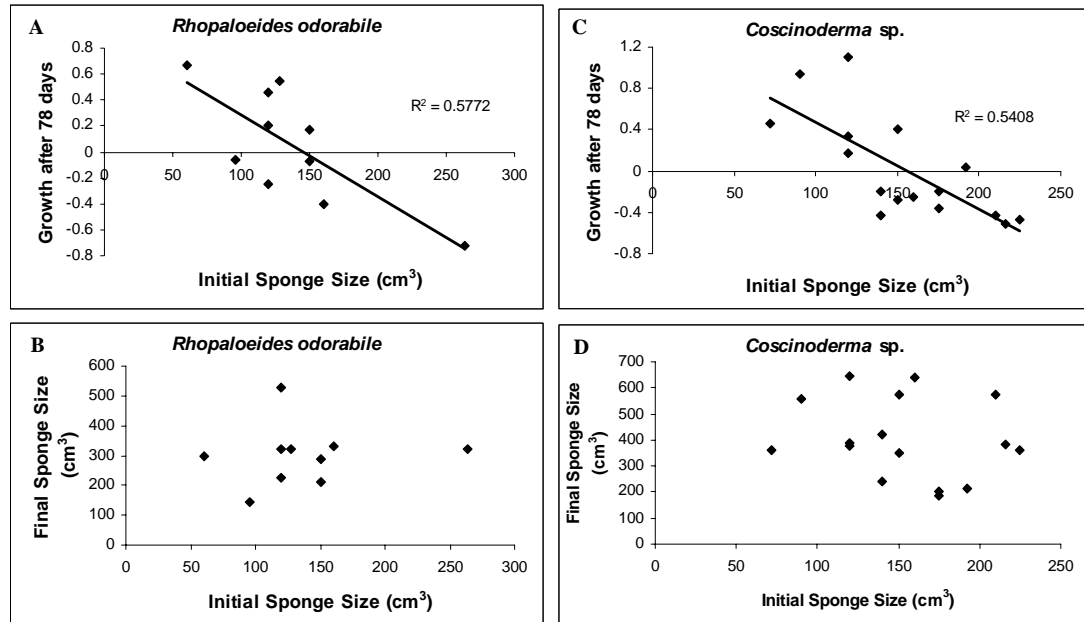 A
Rhopaloeides odorabile
Growth after 78 days
0.8
0.6
0.4
0.2
0
-0.2
-0.4
-0.6
-0.8
0 50 100 150 200 250 300
R² = 0.5772
Initial Sponge Size (cm³)
C
Coscinoderma sp.
Growth after 78 days
1.2
0.8
0.4
0
-0.4
-0.8
0 50 100 150 200 250
R² = 0.5408
Initial Sponge Size (cm³)
B
Rhopaloeides odorabile
Final Sponge Size
(cm³)
600
500
400
300
200
100
0
0 50 100 150 200 250 300
Initial Sponge Size (cm³)
D
Coscinoderma sp.
Final Sponge Size
(cm³)
700
600
500
400
300
200
100
0
0 50 100 150 200 250
Initial Sponge Size (cm³)